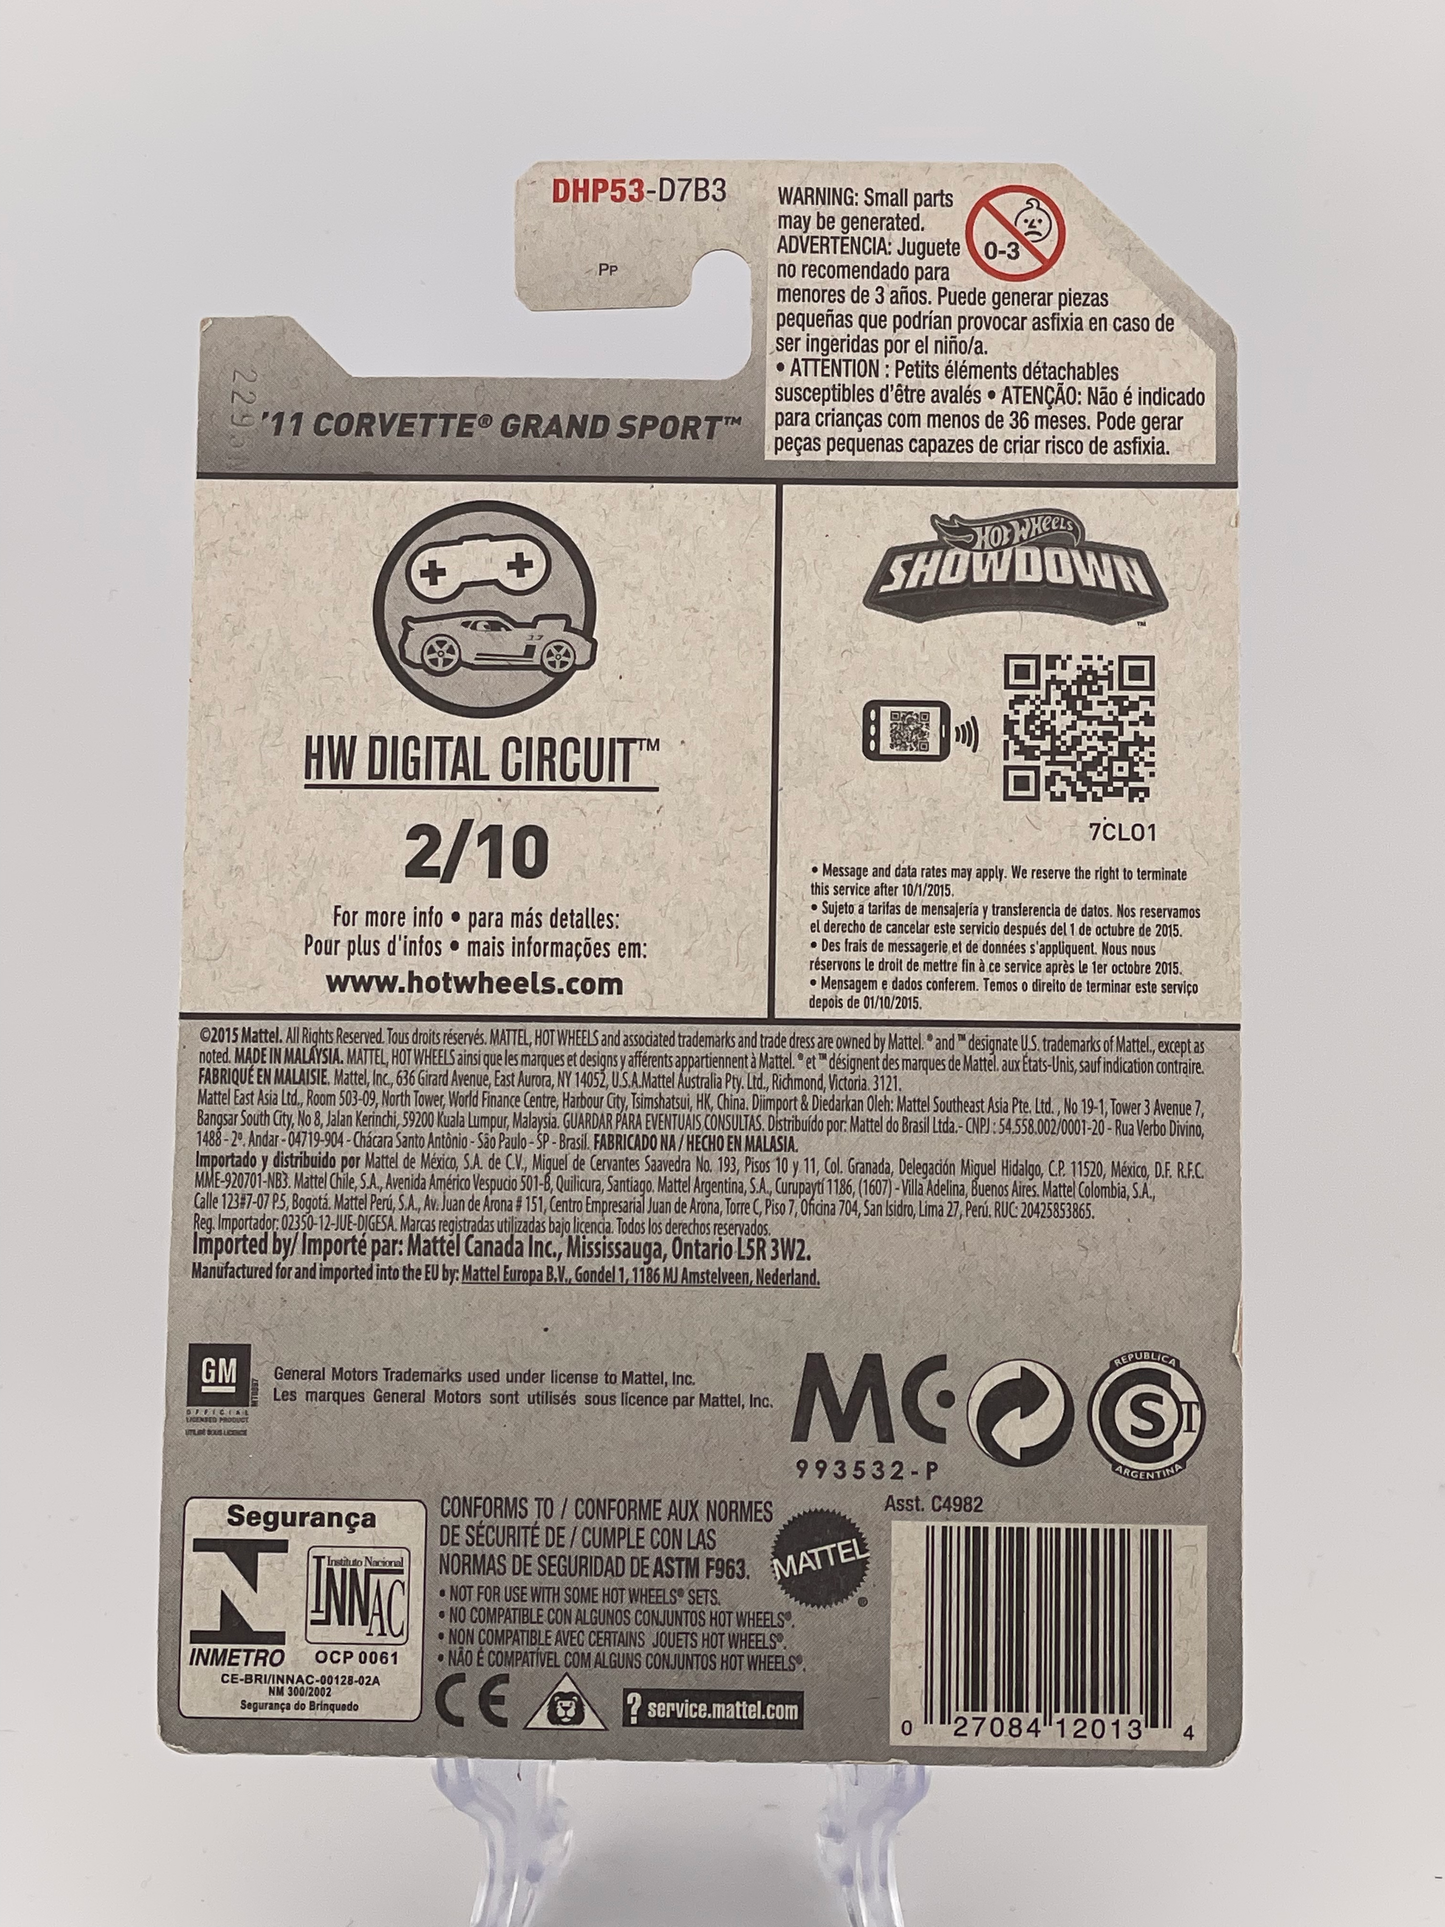 DHP53-D7B3
PP
WARNING: Small parts
may be generated.
ADVERTENCIA: Juguete
no recomendado para
menores de 3 años. Puede generar piezas
pequeñas que podrían provocar asfixia en caso de
ser ingeridas por el niño/a.
• ATTENTION : Petits éléments détachables
susceptibles d'être avalés • ATENÇÃO: Não é indicado
para crianças com menos de 36 meses. Pode gerar
peças pequenas capazes de criar risco de asfixia.
0-3
'11 CORVETTE® GRAND SPORT™
HW DIGITAL CIRCUIT™
2/10
For more info • para más detalles:
Pour plus d'infos • mais informações em:
www.hotwheels.com
HOT WHEELS
SHOWDOWN™
7CL01
• Message and data rates may apply. We reserve the right to terminate
this service after 10/1/2015.
• Sujeto a tarifas de mensajería y transferencia de datos. Nos reservamos
el derecho de cancelar este servicio después del 1 de octubre de 2015.
• Des frais de messagerie et de données s'appliquent. Nous nous
réservons le droit de mettre fin à ce service après le 1er octobre 2015.
• Mensagem e dados conferem. Temos o direito de terminar este serviço
depois de 01/10/2015.
©2015 Mattel. All Rights Reserved. Tous droits réservés. MATTEL, HOT WHEELS and associated trademarks and trade dress are owned by Mattel. ® and ™ designate U.S. trademarks of Mattel., except as
noted. MADE IN MALAYSIA. MATTEL, HOT WHEELS ainsi que les marques et designs y afférents appartiennent à Mattel. ® et ™ désignent des marques de Mattel. aux États-Unis, sauf indication contraire.
FABRIQUÉ EN MALAISIE. Mattel, Inc., 636 Girard Avenue, East Aurora, NY 14052, U.S.A.Mattel Australia Pty. Ltd., Richmond, Victoria. 3121.
Mattel East Asia Ltd., Room 503-09, North Tower, World Finance Centre, Harbour City, Tsimshatsui, HK, China. Diimport & Diedarkan Oleh: Mattel Southeast Asia Pte. Ltd. , No 19-1, Tower 3 Avenue 7,
Bangsar South City, No 8, Jalan Kerinchi, 59200 Kuala Lumpur, Malaysia. GUARDAR PARA EVENTUAIS CONSULTAS. Distribuído por: Mattel do Brasil Ltda.- CNPJ : 54.558.002/0001-20 - Rua Verbo Divino,
1488 - 2º. Andar - 04719-904 - Chácara Santo Antônio - São Paulo - SP - Brasil. FABRICADO NA / HECHO EN MALASIA.
Importado y distribuido por Mattel de México, S.A. de C.V., Miguel de Cervantes Saavedra No. 193, Pisos 10 y 11, Col. Granada, Delegación Miguel Hidalgo, C.P. 11520, México, D.F. R.F.C.
MME-920701-NB3. Mattel Chile, S.A., Avenida Américo Vespucio 501-B, Quilicura, Santiago. Mattel Argentina, S.A., Curupaytí 1186, (1607) - Villa Adelina, Buenos Aires. Mattel Colombia, S.A.,
Calle 123#7-07 P.5, Bogotá. Mattel Perú, S.A., Av. Juan de Arona # 151, Centro Empresarial Juan de Arona, Torre C, Piso 7, Oficina 704, San Isidro, Lima 27, Perú. RUC: 20425853865.
Reg. Importador: 02350-12-JUE-DIGESA. Marcas registradas utilizadas bajo licencia. Todos los derechos reservados.
Imported by/ Importé par: Mattel Canada Inc., Mississauga, Ontario L5R 3W2.
Manufactured for and imported into the EU by: Mattel Europa B.V., Gondel 1, 1186 MJ Amstelveen, Nederland.
GM
OFFICIAL
LICENSED PRODUCT
General Motors Trademarks used under license to Mattel, Inc.
Les marques General Motors sont utilisés sous licence par Mattel, Inc.
MC
993532-P
REPUBLICA
S T
ARGENTINA
Segurança
INMETRO
Instituto Nacional
INNAC
OCP 0061
CE-BRI/INNAC-00128-02A
NM 300/2002
Segurança do Brinquedo
CONFORMS TO / CONFORME AUX NORMES
DE SÉCURITÉ DE / CUMPLE CON LAS
NORMAS DE SEGURIDAD DE ASTM F963.
• NOT FOR USE WITH SOME HOT WHEELS® SETS.
• NO COMPATIBLE CON ALGUNOS CONJUNTOS HOT WHEELS®.
• NON COMPATIBLE AVEC CERTAINS JOUETS HOT WHEELS®.
• NÃO É COMPATÍVEL COM ALGUNS CONJUNTOS HOT WHEELS®.
MATTEL®
CE
? service.mattel.com
Asst. C4982
0 27084 12013 4